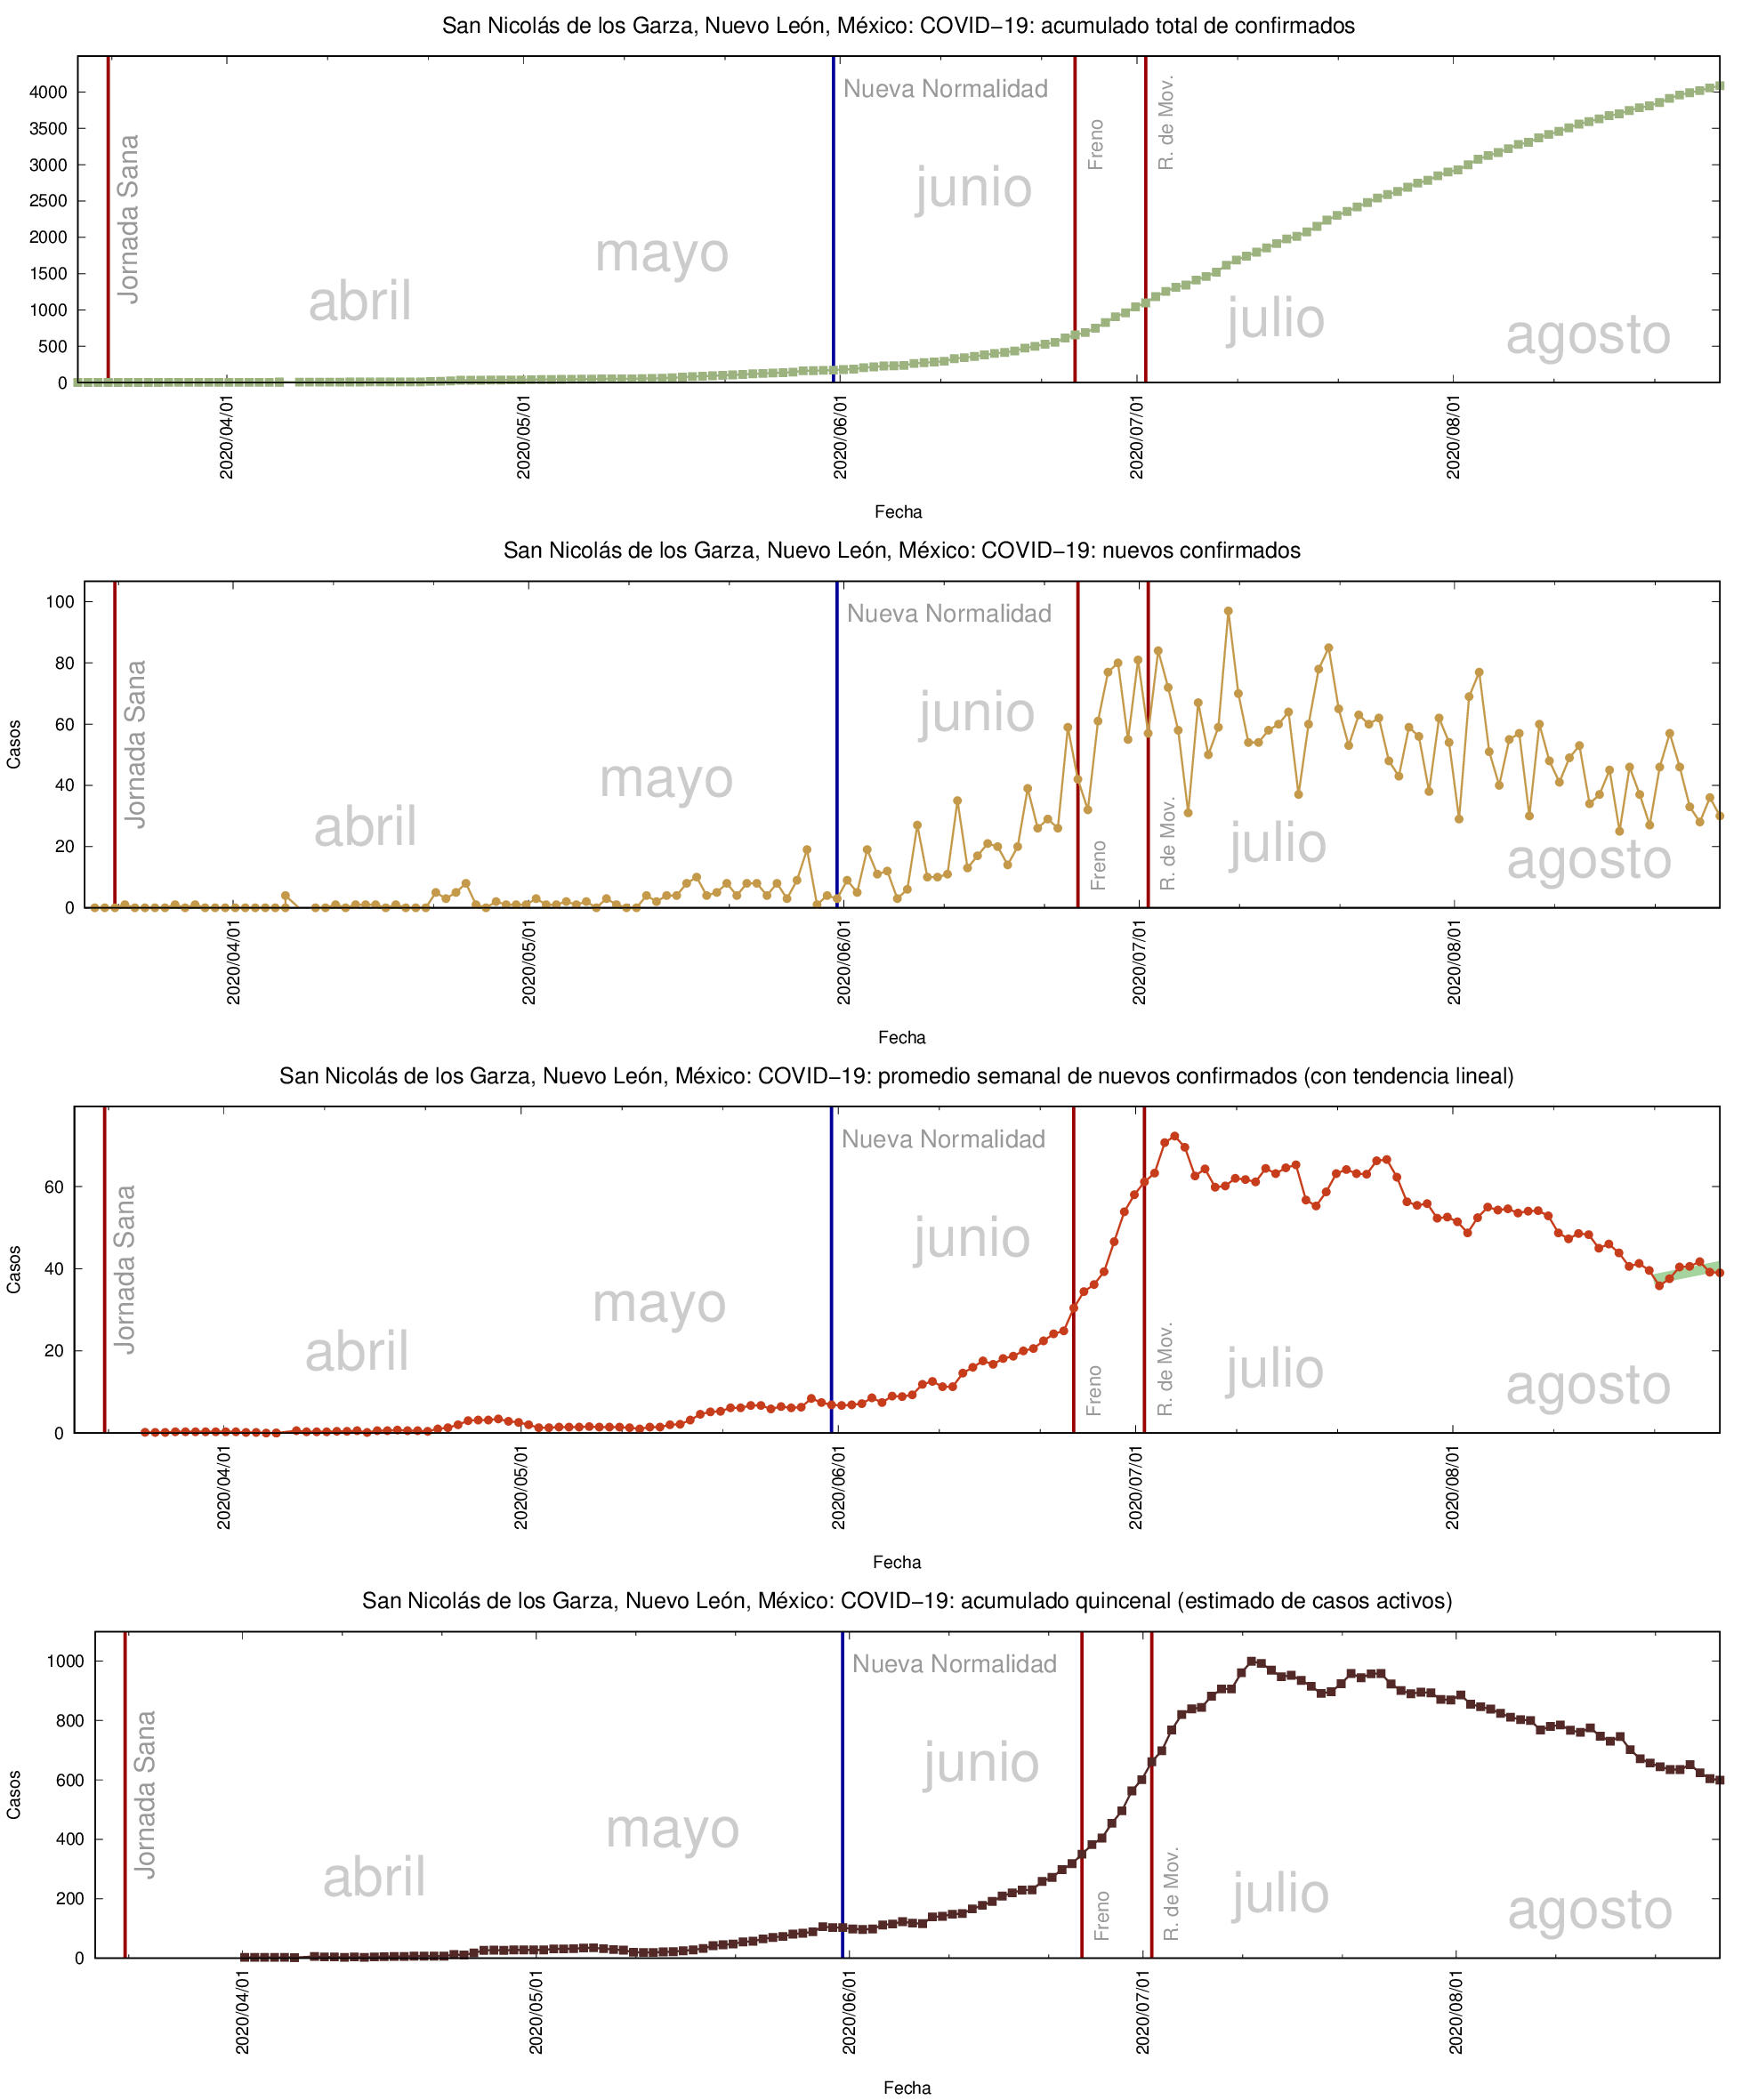 San Nicolás de los Garza, Nuevo León, México: COVID−19: acumulado total de confirmados
4000
3500
3000
2500
2000
1500
1000
500
0
Jornada Sana
abril
mayo
Nueva Normalidad
junio
Freno
R. de Mov.
julio
agosto
2020/04/01
2020/05/01
2020/06/01
2020/07/01
2020/08/01
Fecha
San Nicolás de los Garza, Nuevo León, México: COVID−19: nuevos confirmados
Casos
100
80
60
40
20
0
Jornada Sana
abril
mayo
Nueva Normalidad
junio
Freno
R. de Mov.
julio
agosto
2020/04/01
2020/05/01
2020/06/01
2020/07/01
2020/08/01
Fecha
San Nicolás de los Garza, Nuevo León, México: COVID−19: promedio semanal de nuevos confirmados (con tendencia lineal)
Casos
60
40
20
0
Jornada Sana
abril
mayo
Nueva Normalidad
junio
Freno
R. de Mov.
julio
agosto
2020/04/01
2020/05/01
2020/06/01
2020/07/01
2020/08/01
Fecha
San Nicolás de los Garza, Nuevo León, México: COVID−19: acumulado quincenal (estimado de casos activos)
Casos
1000
800
600
400
200
0
Jornada Sana
abril
mayo
Nueva Normalidad
junio
Freno
R. de Mov.
julio
agosto
2020/04/01
2020/05/01
2020/06/01
2020/07/01
2020/08/01
Fecha